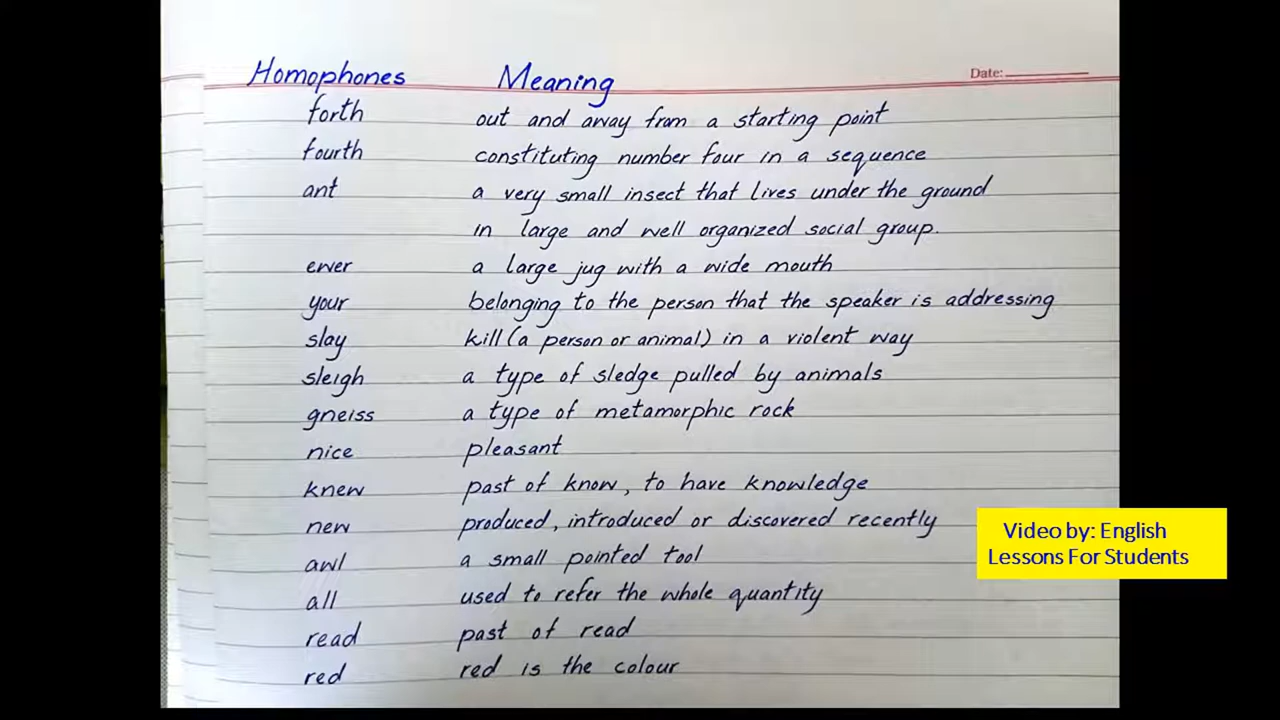 Homophones Meaning
Date:
forth out and away from a starting point
fourth constituting number four in a sequence
ant a very small insect that lives under the ground
in large and well organized social group.
ewer a large jug with a wide mouth
your belonging to the person that the speaker is addressing
slay kill (a person or animal) in a violent way
sleigh a type of sledge pulled by animals
gneiss a type of metamorphic rock
nice pleasant
knew past of know, to have knowledge
new produced, introduced or discovered recently
awl a small pointed tool
all used to refer the whole quantity
read past of read
red red is the colour
Video by: English
Lessons For Students